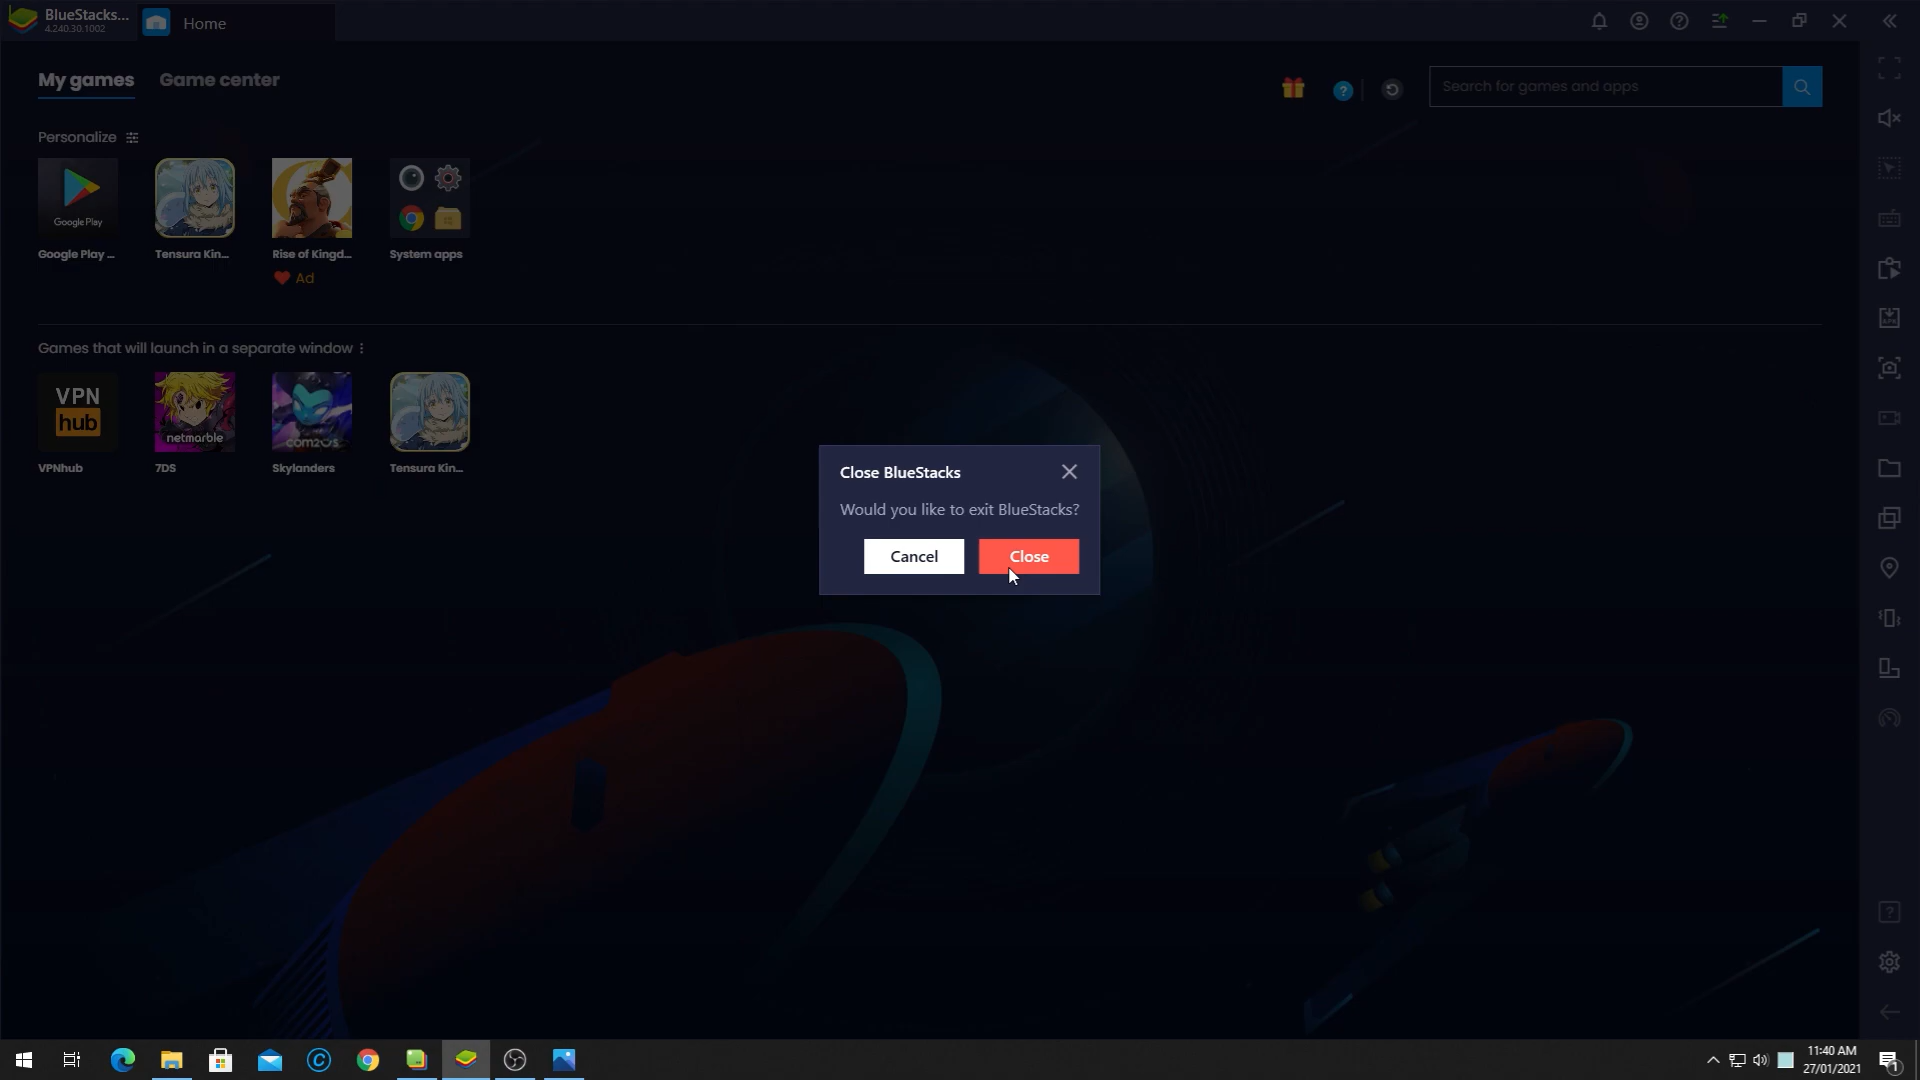 BlueStacks...
4.240.30.1002
Home
My games
Game center
Search for games and apps
Personalize
Google Play
Google Play ...
Tensura Kin...
Rise of Kingd...
System apps
Ad
Games that will launch in a separate window
VPN
hub
netmarble
com2us
VPNhub
7DS
Skylanders
Tensura Kin...
Close BlueStacks
Would you like to exit BlueStacks?
Cancel
Close
11:40 AM
27/01/2021
1